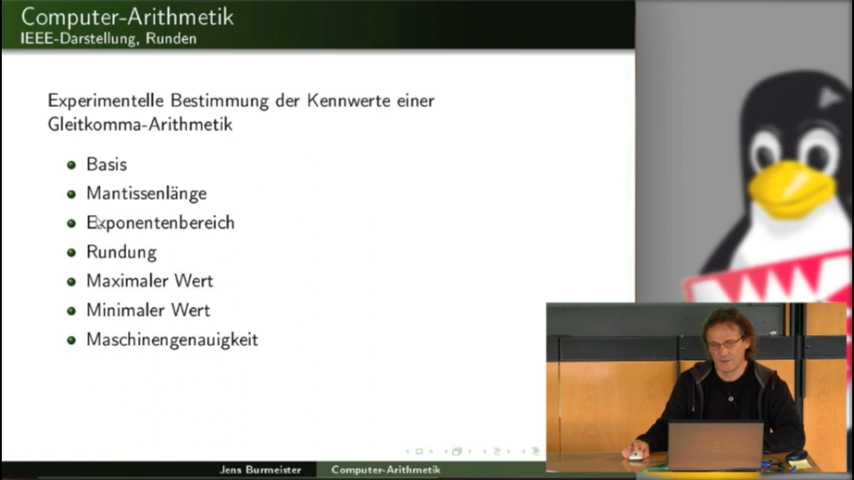 Computer-Arithmetik
IEEE-Darstellung, Runden
Experimentelle Bestimmung der Kennwerte einer
Gleitkomma-Arithmetik
Basis
Mantissenlänge
Exponentenbereich
Rundung
Maximaler Wert
Minimaler Wert
Maschinengenauigkeit
Jens Burmeister
Computer-Arithmetik